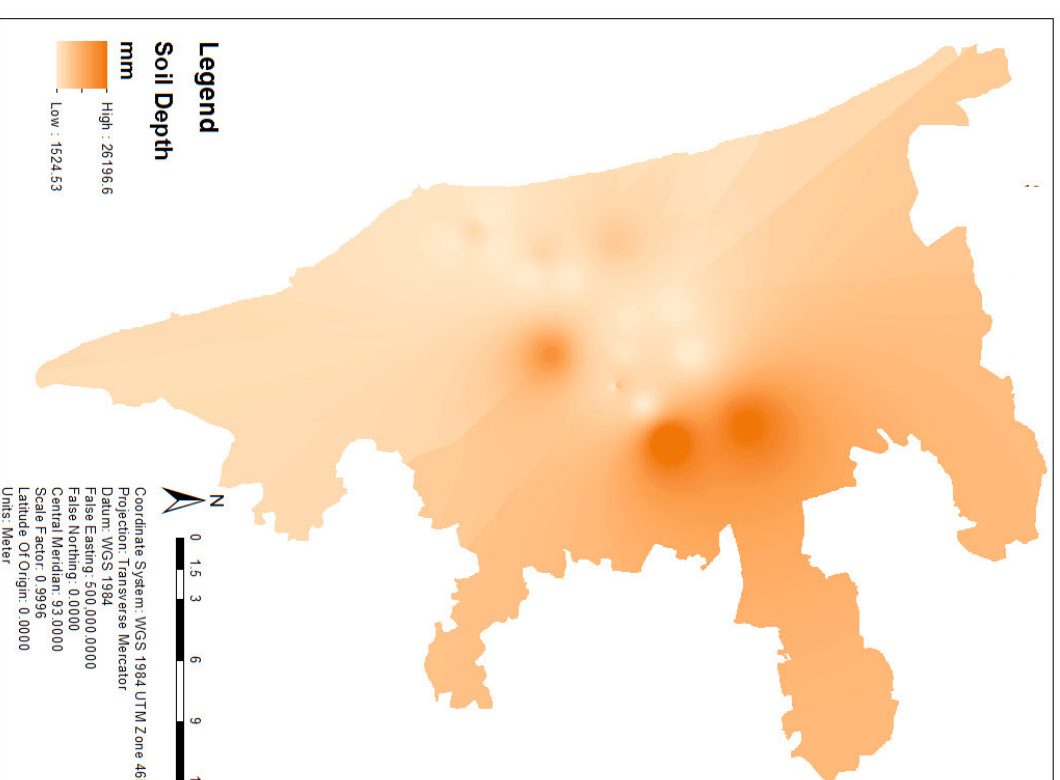 Legend
Soil Depth
mm
High : 26196.6
Low : 1524.53
N
0 1.5 3 6 9
Coordinate System: WGS 1984 UTM Zone 46
Projection: Transverse Mercator
Datum: WGS 1984
False Easting: 500,000.0000
False Northing: 0.0000
Central Meridian: 93.0000
Scale Factor: 0.9996
Latitude Of Origin: 0.0000
Units: Meter